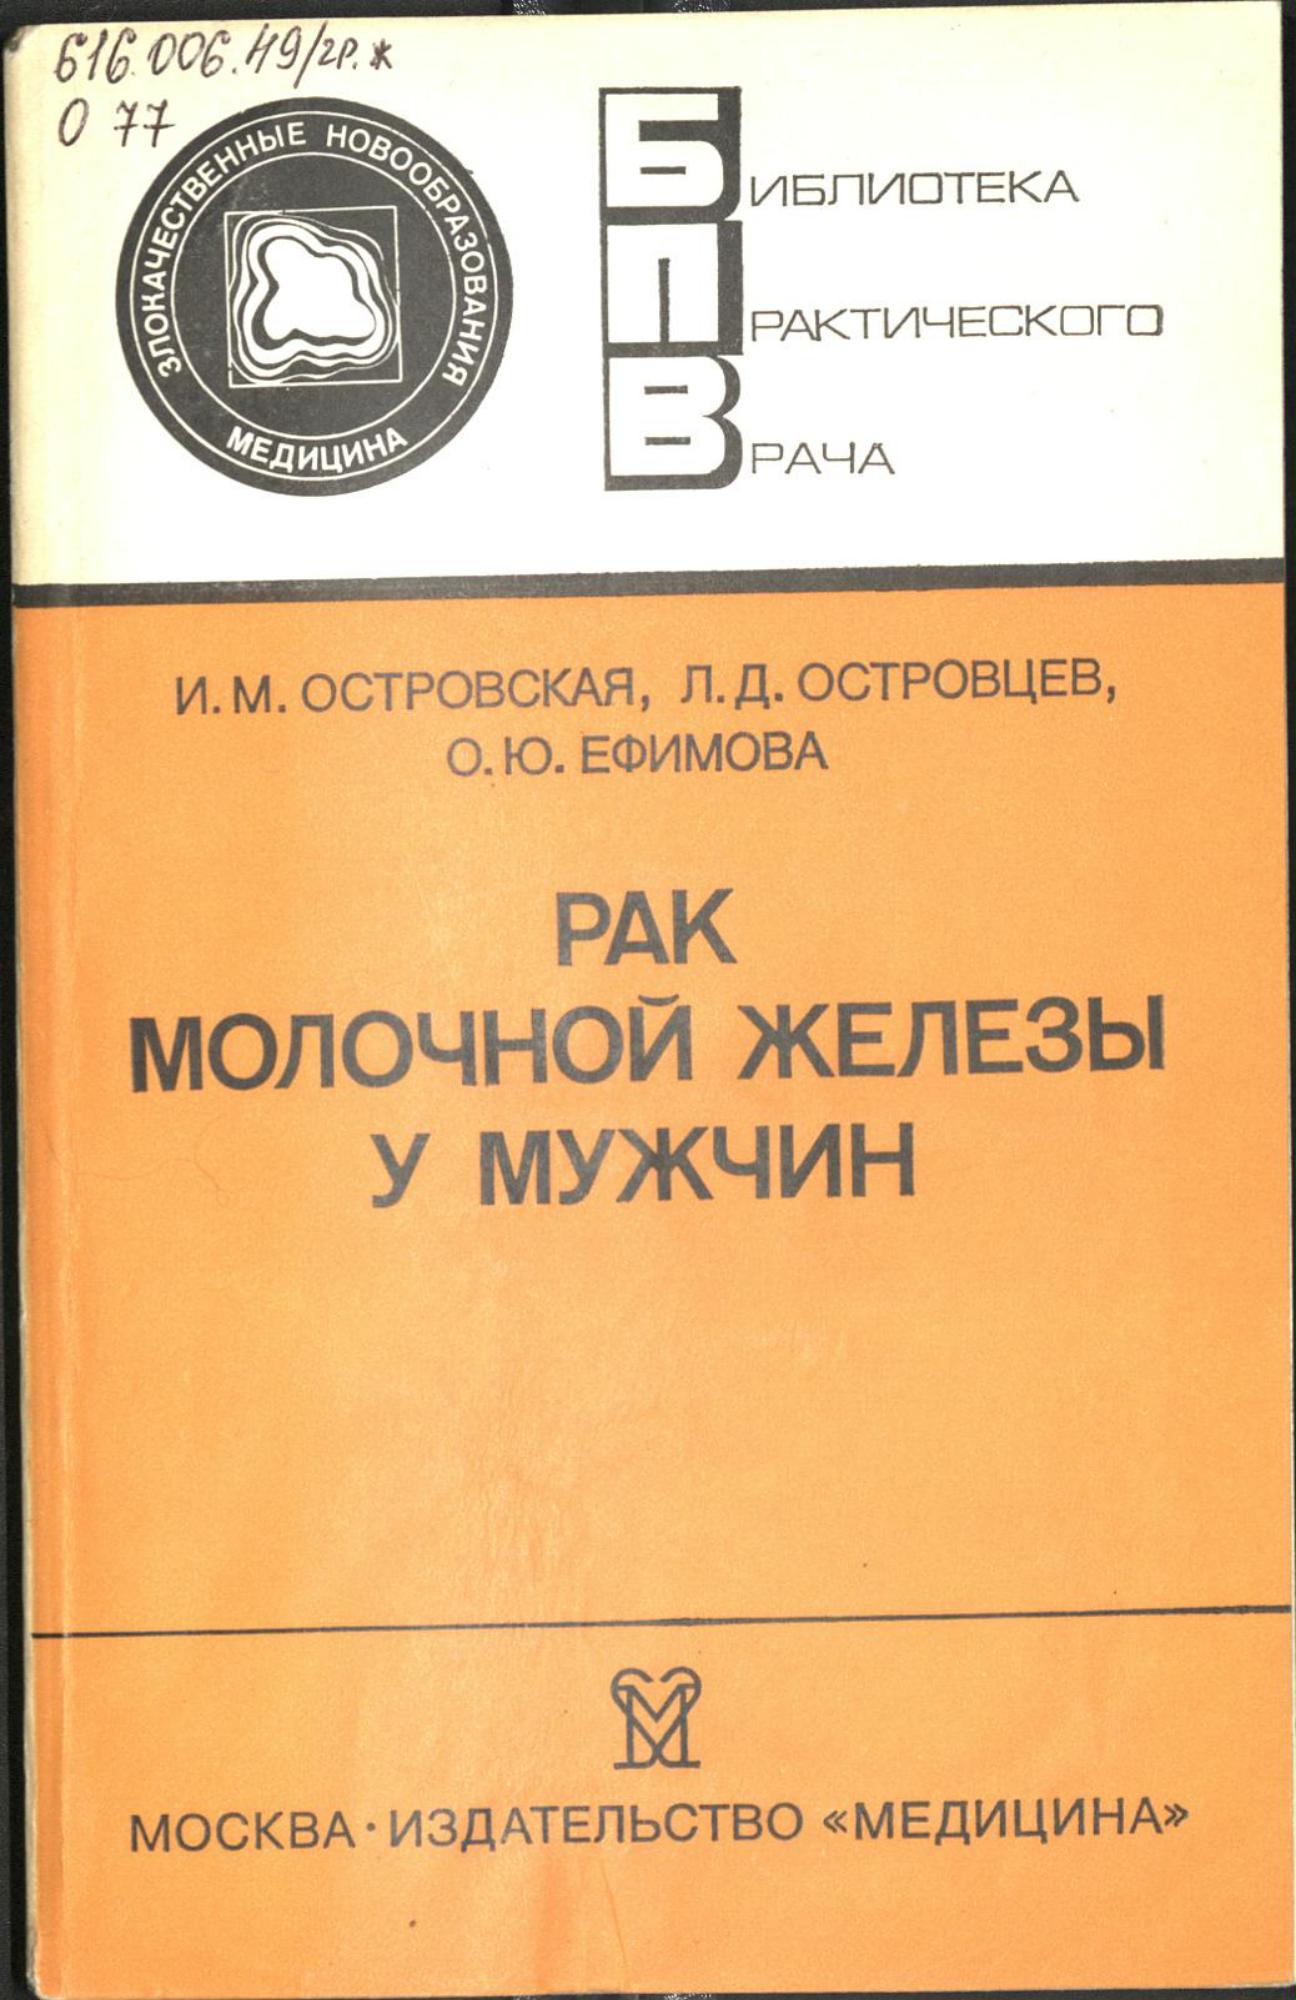 616.006.49/гр.ж
О 77
ЗЛОКАЧЕСТВЕННЫЕ НОВООБРАЗОВАНИЯ
МЕДИЦИНА
БИБЛИОТЕКА
ПРАКТИЧЕСКОГО
ВРАЧА
И. М. ОСТРОВСКАЯ, Л. Д. ОСТРОВЦЕВ,
О. Ю. ЕФИМОВА
РАК
МОЛОЧНОЙ ЖЕЛЕЗЫ
У МУЖЧИН
МОСКВА · ИЗДАТЕЛЬСТВО «МЕДИЦИНА»